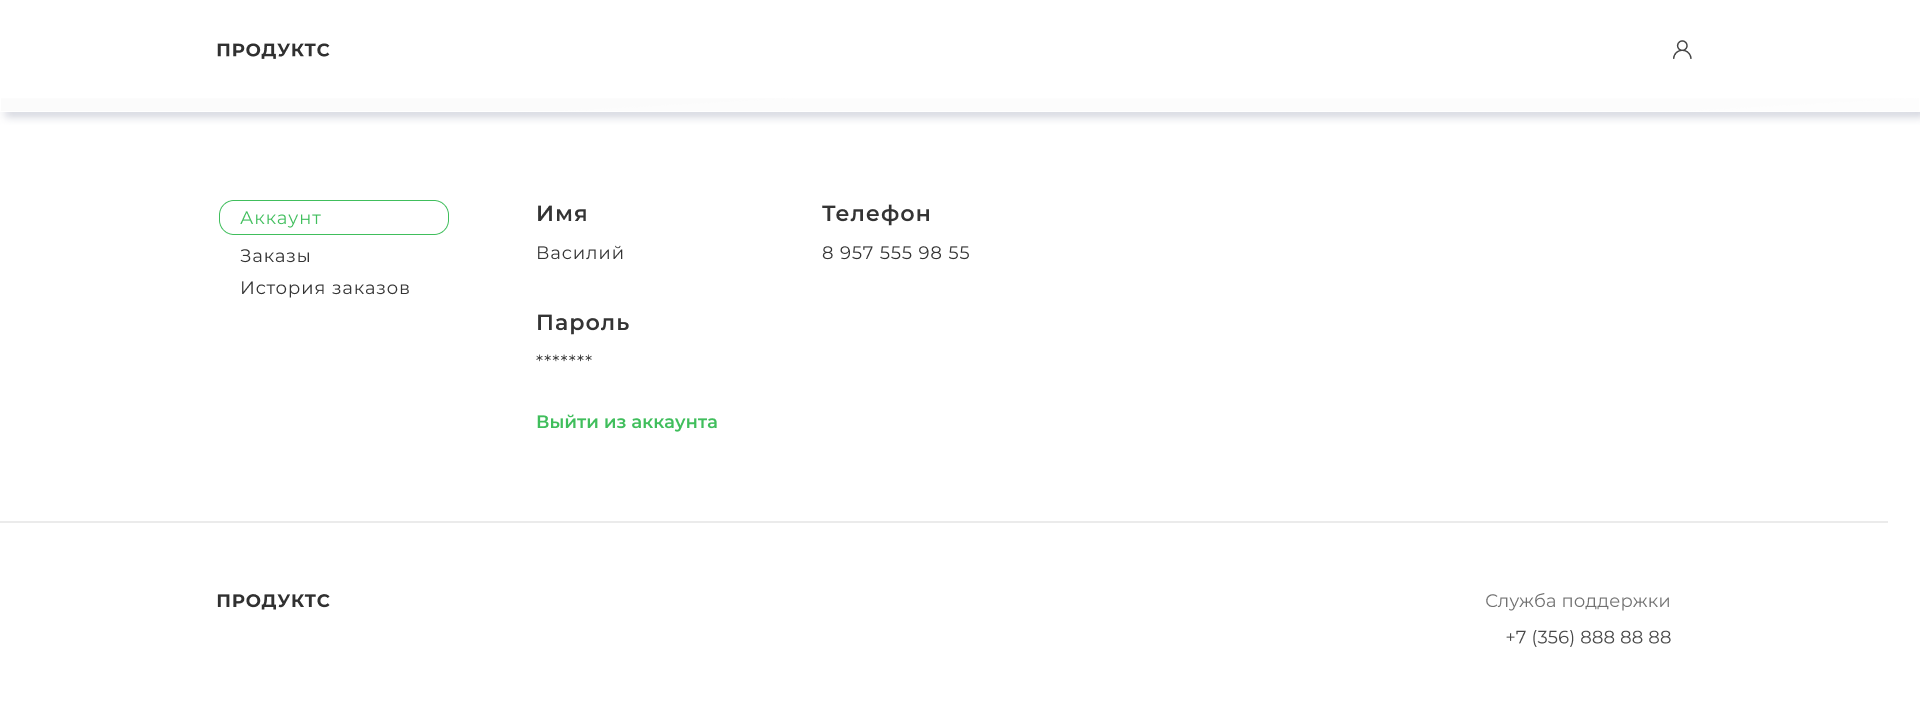 ПРОДУКТС
Аккаунт
Заказы
История заказов
Имя
Василий
Телефон
8 957 555 98 55
Пароль
*******
Выйти из аккаунта
ПРОДУКТС
Служба поддержки
+7 (356) 888 88 88